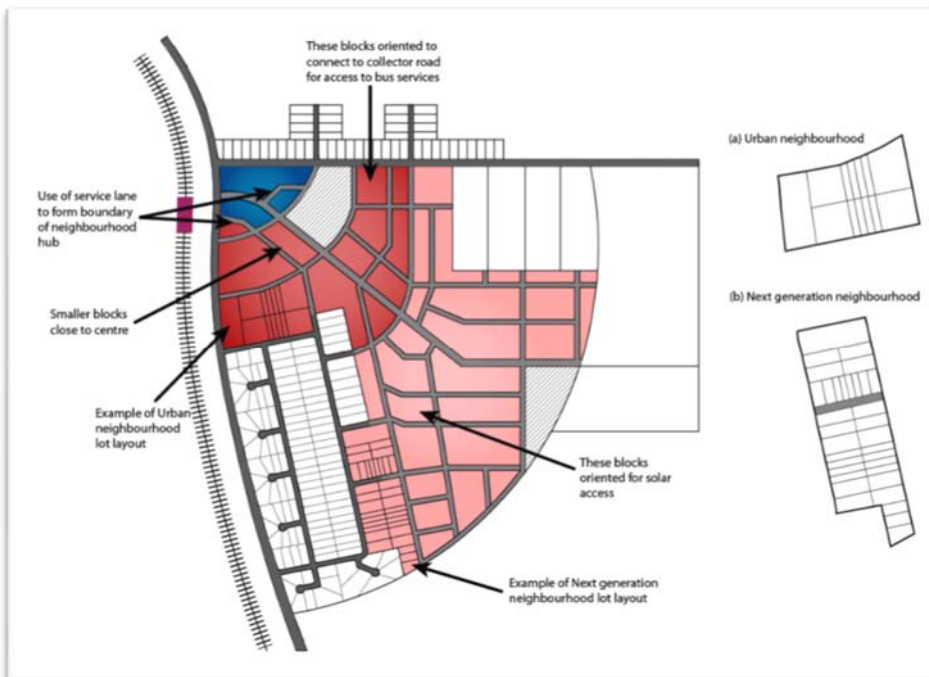 These blocks oriented to
connect to collector road
for access to bus services
(a) Urban neighbourhood
Use of service lane
to form boundary
of neighbourhood
hub
(b) Next generation neighbourhood
Smaller blocks
close to centre
Example of Urban
neighbourhood
lot layout
These blocks
oriented for solar
access
Example of Next generation
neighbourhood lot layout